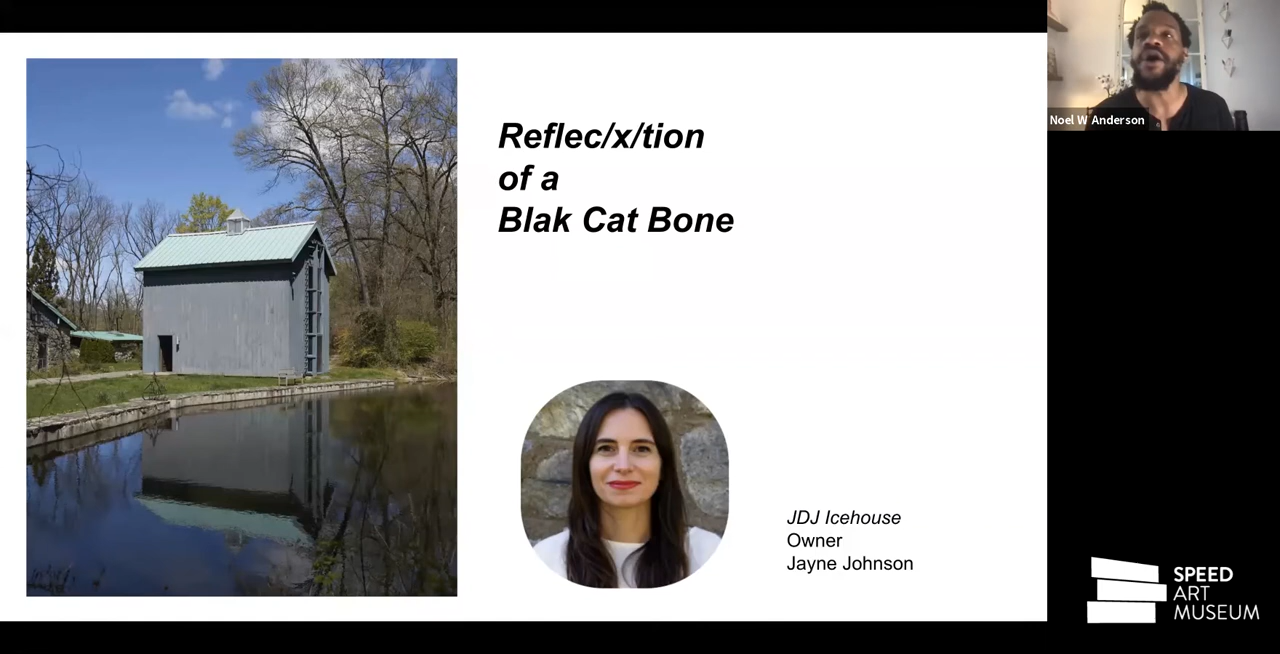 Reflec/x/tion
of a
Blak Cat Bone
JDJ Icehouse
Owner
Jayne Johnson
Noel W Anderson
SPEED
ART
MUSEUM